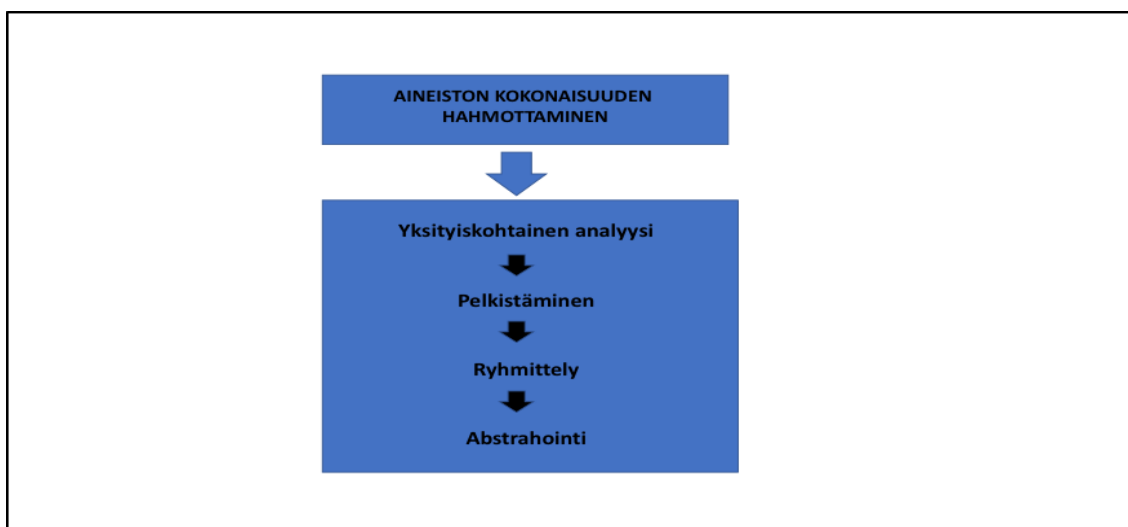 AINEISTON KOKONAISUUDEN
HAHMOTTAMINEN
Yksityiskohtainen analyysi
Pelkistäminen
Ryhmittely
Abstrahointi